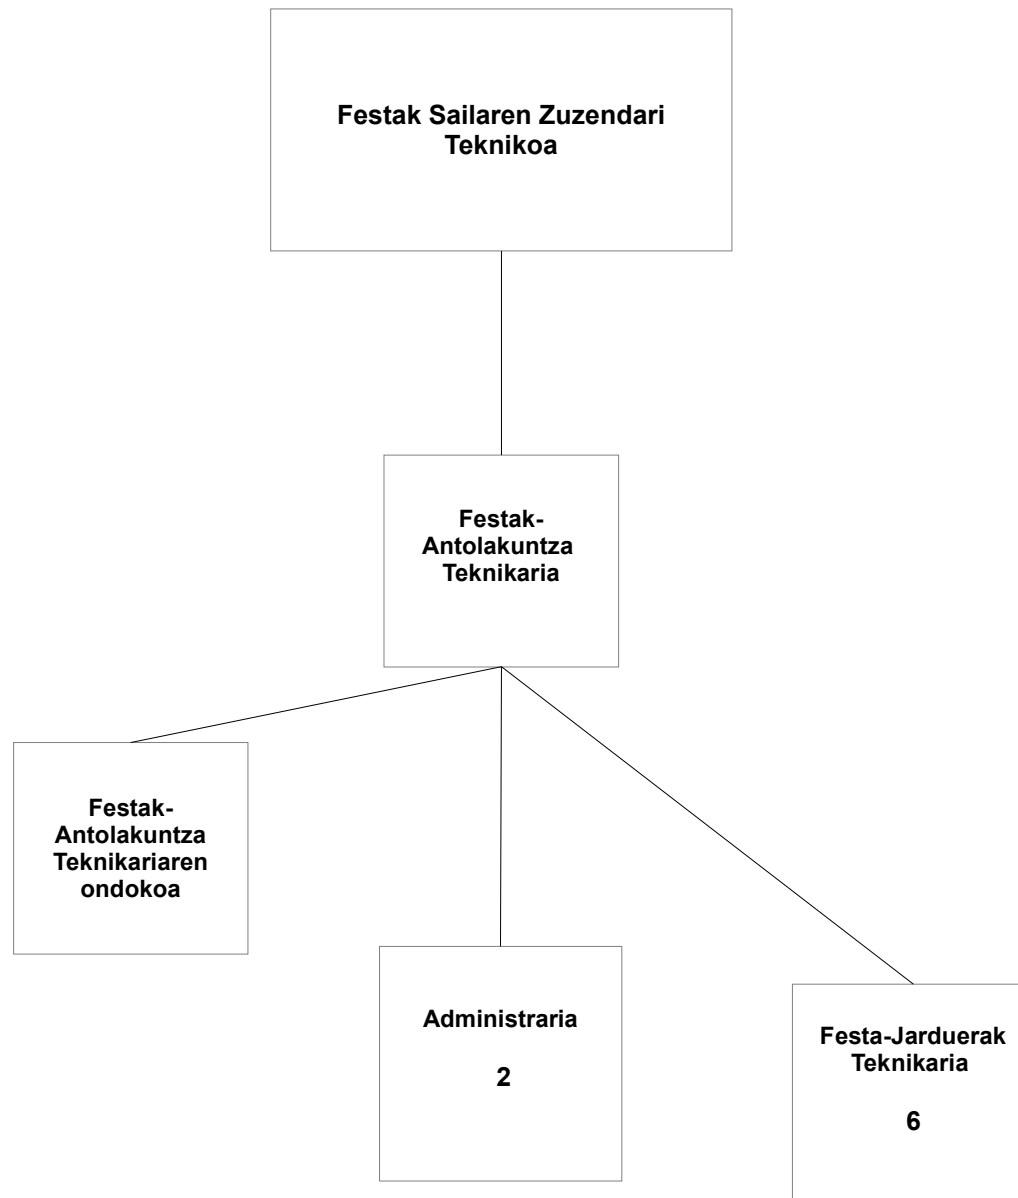 Festak Sailaren Zuzendari
Teknikoa
Festak-
Antolakuntza
Teknikaria
Festak-
Antolakuntza
Teknikariaren
ondokoa
Administraria
2
Festa-Jarduerak
Teknikaria
6